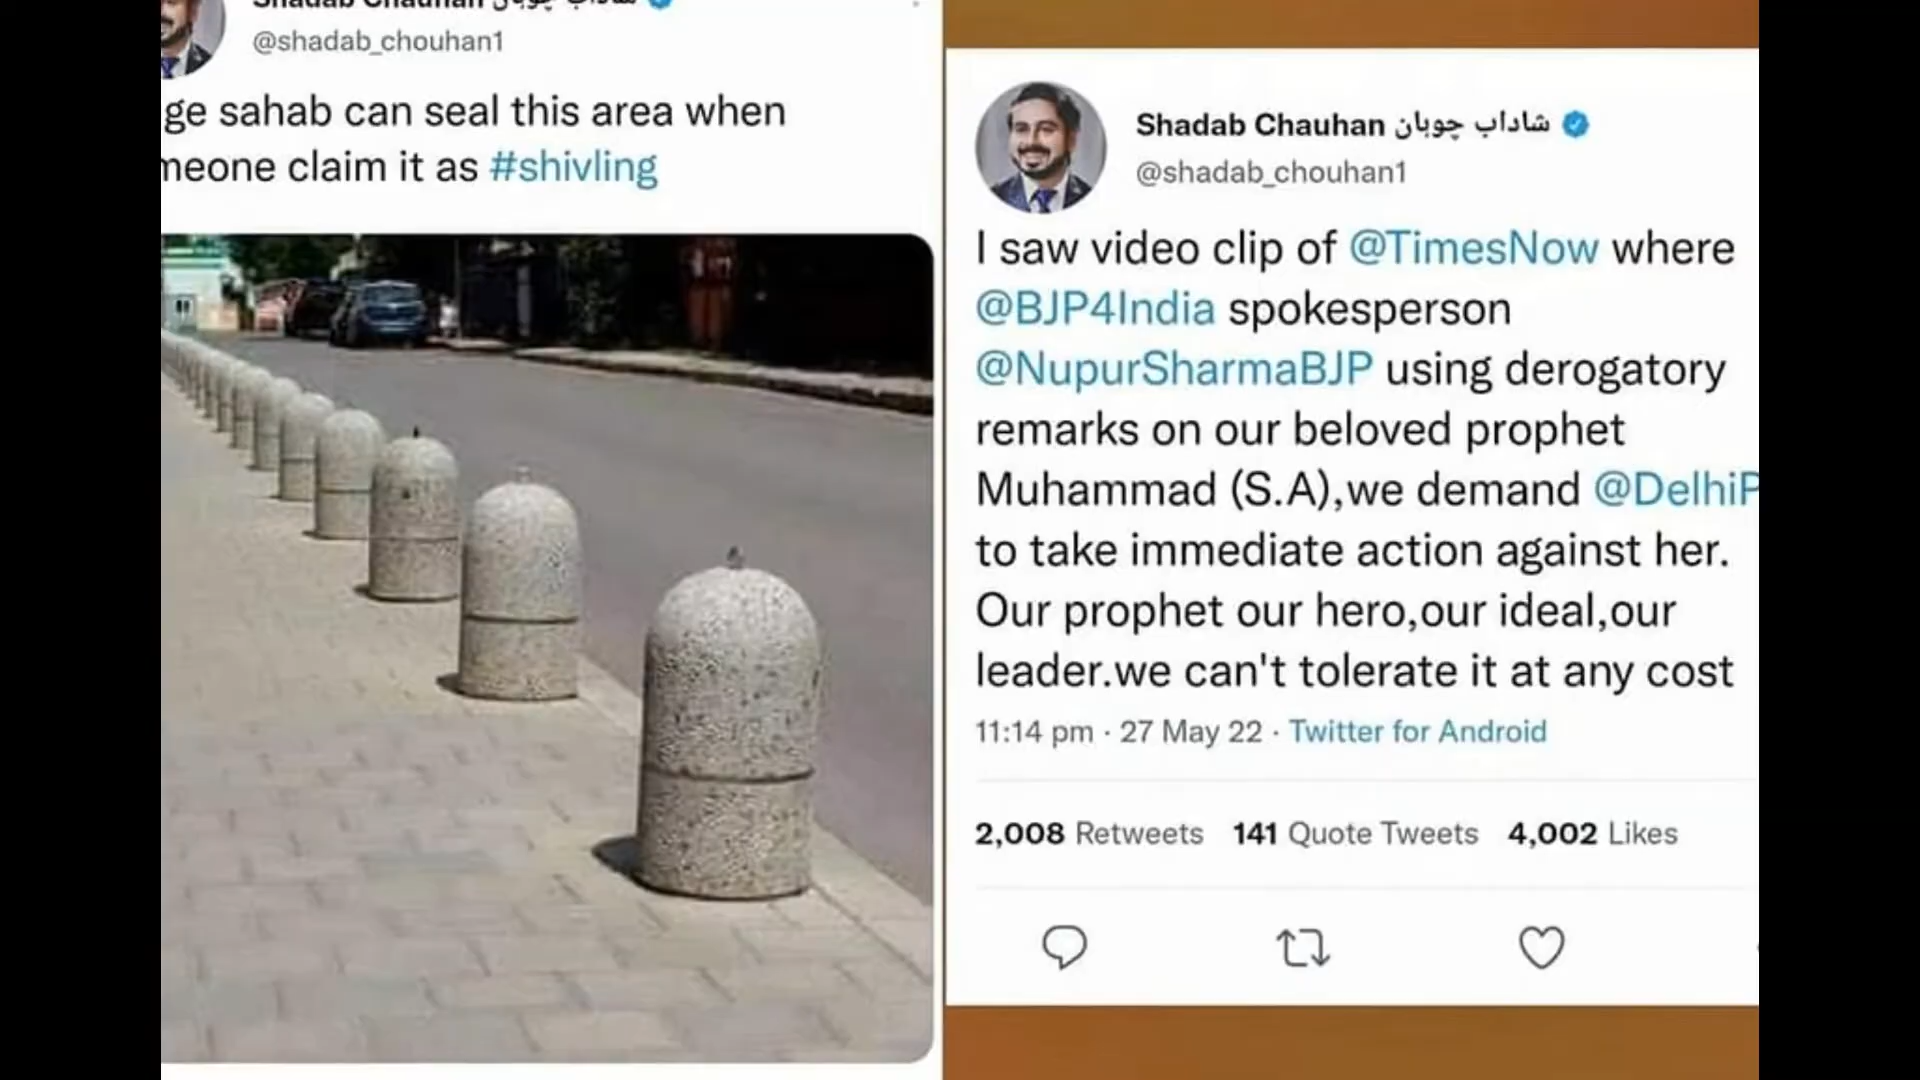 Shadab Chauhan شاداب چوہان
@shadab_chouhan1
ge sahab can seal this area when
meone claim it as #shivling
Shadab Chauhan شاداب چوہان
@shadab_chouhan1
I saw video clip of @TimesNow where
@BJP4India spokesperson
@NupurSharmaBJP using derogatory
remarks on our beloved prophet
Muhammad (S.A),we demand @DelhiP
to take immediate action against her.
Our prophet our hero,our ideal,our
leader.we can't tolerate it at any cost
11:14 pm · 27 May 22 · Twitter for Android
2,008 Retweets 141 Quote Tweets 4,002 Likes